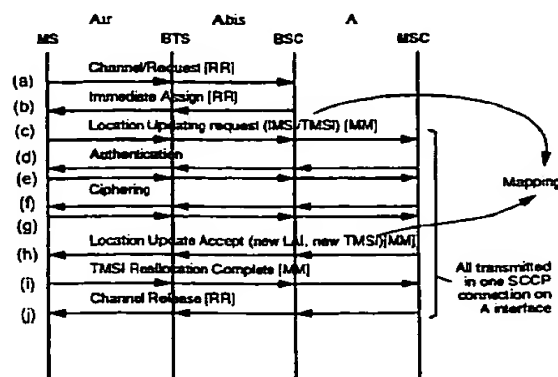 Air Abis A
MS BTS BSC MSC
(a) Channel/Request [RR]
(b) Immediate Assign [RR]
(c) Location Updating request (IMSI/TMSI) [MM]
(d) Authentication
(e)
Ciphering
(f)
(g)
Location Update Accept (new LAI, new TMSI)[MM]
(h)
TMSI Reallocation Complete [MM]
(i)
Channel Release [RR]
(j)
Mapping
All transmitted
in one SCCP
connection on
A interface